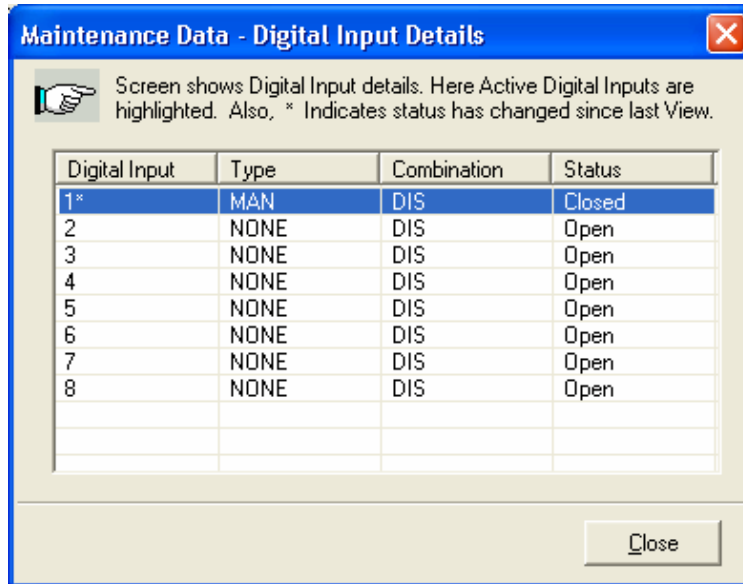 Maintenance Data - Digital Input Details
Screen shows Digital Input details. Here Active Digital Inputs are
highlighted. Also, * Indicates status has changed since last View.
Digital Input Type Combination Status
1* MAN DIS Closed
2 NONE DIS Open
3 NONE DIS Open
4 NONE DIS Open
5 NONE DIS Open
6 NONE DIS Open
7 NONE DIS Open
8 NONE DIS Open
Close